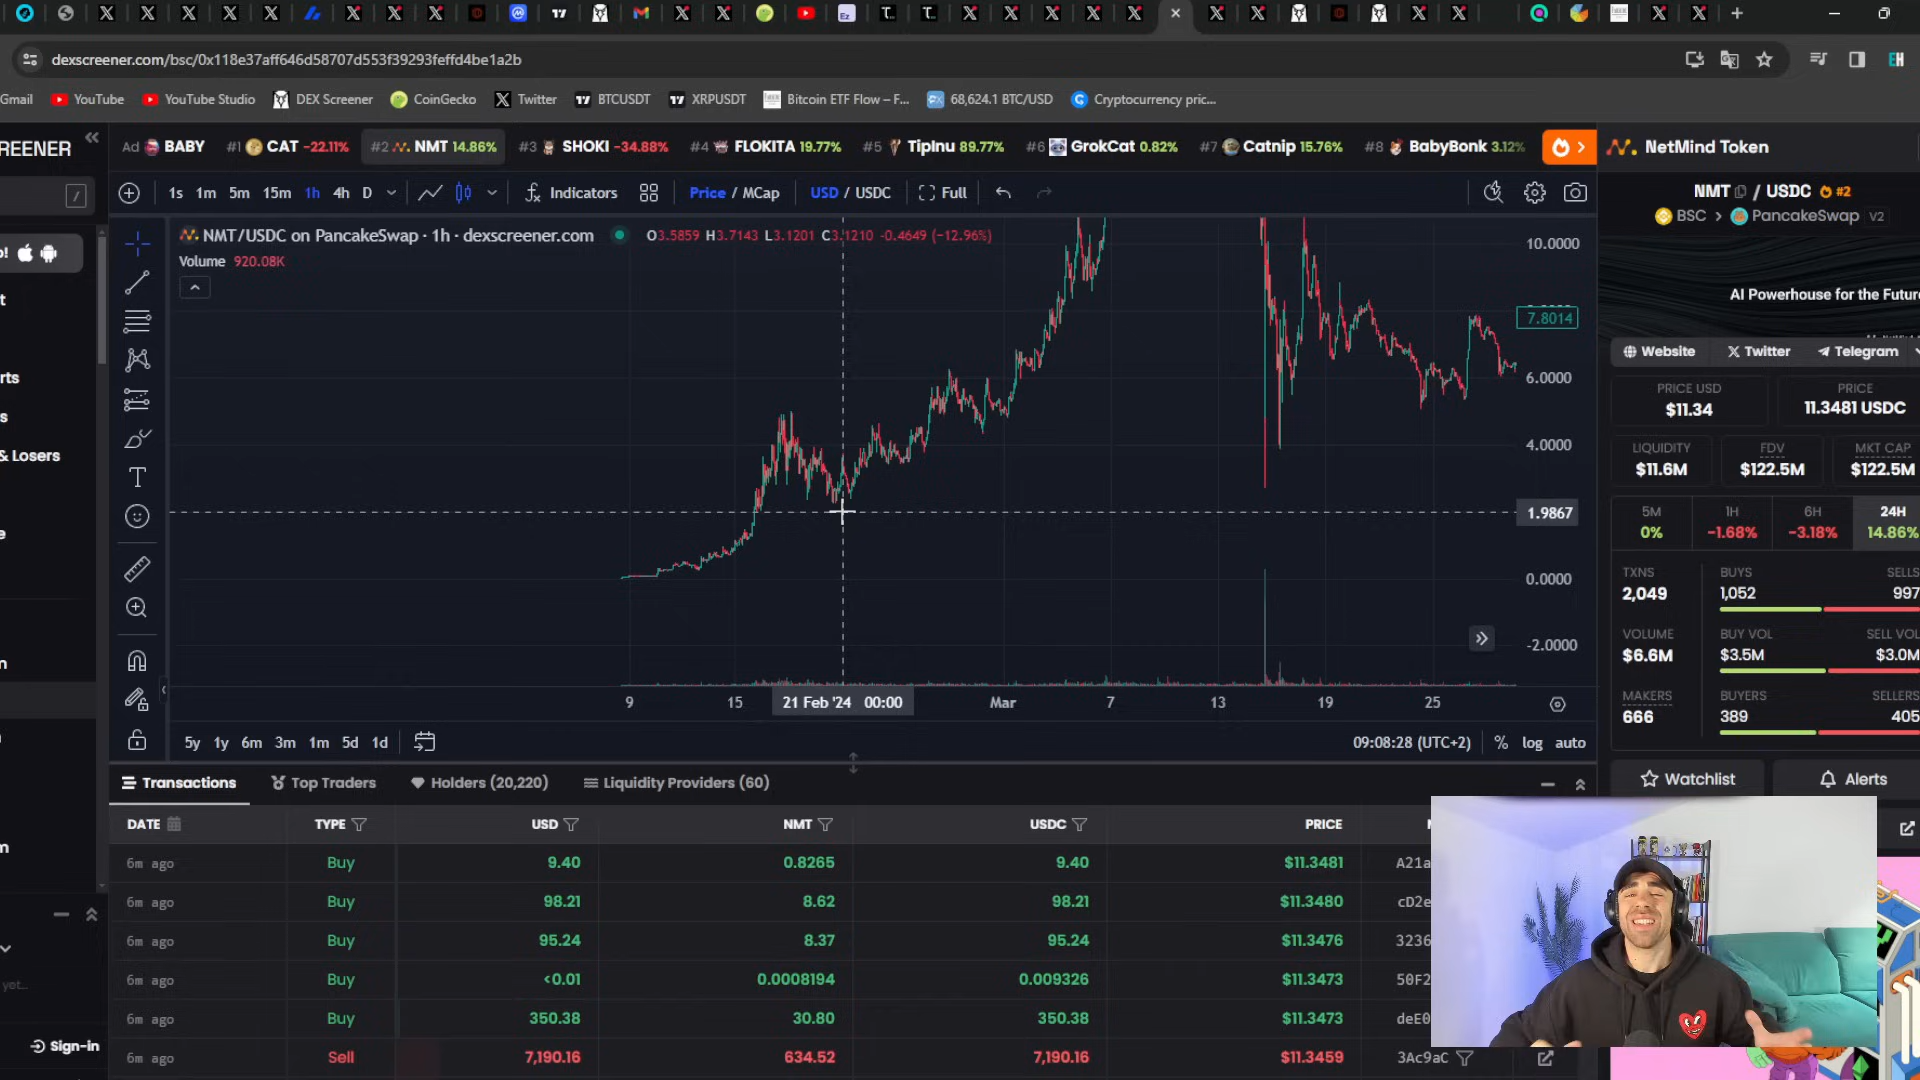 dexscreener.com/bsc/0x118e37aff646d58707d553f39293feffd4be1a2b
Gmail YouTube YouTube Studio DEX Screener CoinGecko Twitter BTCUSDT XRPUSDT Bitcoin ETF Flow – F... 68,624.1 BTC/USD Cryptocurrency pric...
REENER Ad BABY #1 CAT -22.11% #2 NMT 14.86% #3 SHOKI -34.88% #4 FLOKITA 19.77% #5 TipInu 89.77% #6 GrokCat 0.82% #7 Catnip 15.76% #8 BabyBonk 3.12% NetMind Token
/ 1s 1m 5m 15m 1h 4h D Indicators Price / MCap USD / USDC Full
NMT / USDC #2
BSC > PancakeSwap V2
NMT/USDC on PancakeSwap · 1h · dexscreener.com O3.5859 H3.7143 L3.1201 C3.1210 -0.4649 (-12.96%)
Volume 920.08K
10.0000
7.8014
6.0000
4.0000
1.9867
0.0000
-2.0000
9 15 21 Feb '24 00:00 Mar 7 13 19 25
5y 1y 6m 3m 1m 5d 1d 09:08:28 (UTC+2) % log auto
AI Powerhouse for the Future
Website Twitter Telegram
PRICE USD PRICE
$11.34 11.3481 USDC
LIQUIDITY FDV MKT CAP
$11.6M $122.5M $122.5M
5M 1H 6H 24H
0% -1.68% -3.18% 14.86%
TXNS BUYS SELLS
2,049 1,052 997
VOLUME BUY VOL SELL VOL
$6.6M $3.5M $3.0M
MAKERS BUYERS SELLERS
666 389 405
Watchlist Alerts
& Losers
Sign-in
Transactions Top Traders Holders (20,220) Liquidity Providers (60)
DATE TYPE USD NMT USDC PRICE
6m ago Buy 9.40 0.8265 9.40 $11.3481 A21a
6m ago Buy 98.21 8.62 98.21 $11.3480 cD2e
6m ago Buy 95.24 8.37 95.24 $11.3476 3236
6m ago Buy <0.01 0.0008194 0.009326 $11.3473 50F2
6m ago Buy 350.38 30.80 350.38 $11.3473 deE0
6m ago Sell 7,190.16 634.52 7,190.16 $11.3459 3Ac9aC